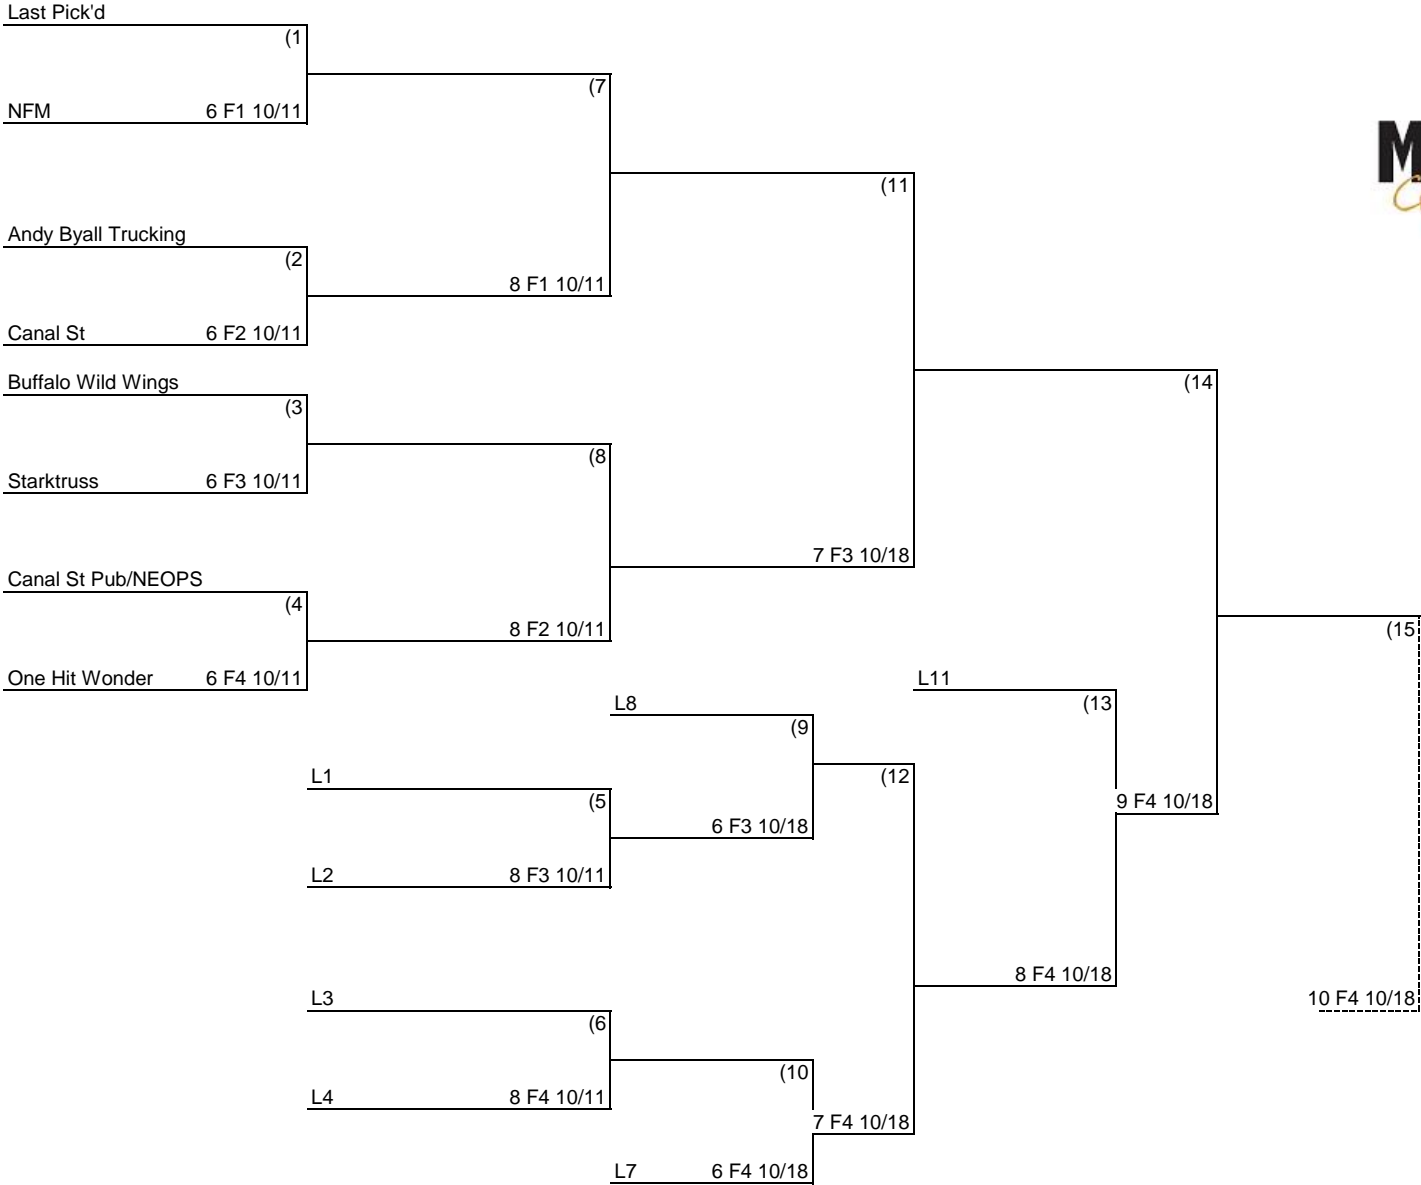 Last Pick'd
(1
NFM 6 F1 10/11
(7
(11
M
Andy Byall Trucking
(2
8 F1 10/11
Canal St 6 F2 10/11
Buffalo Wild Wings
(3
(14
(8
Starktruss 6 F3 10/11
7 F3 10/18
Canal St Pub/NEOPS
(4
8 F2 10/11
(15
One Hit Wonder 6 F4 10/11
L11
(13
L8
(9
L1
(12
(5
9 F4 10/18
6 F3 10/18
L2 8 F3 10/11
8 F4 10/18
L3
10 F4 10/18
(6
(10
L4 8 F4 10/11
7 F4 10/18
L7 6 F4 10/18